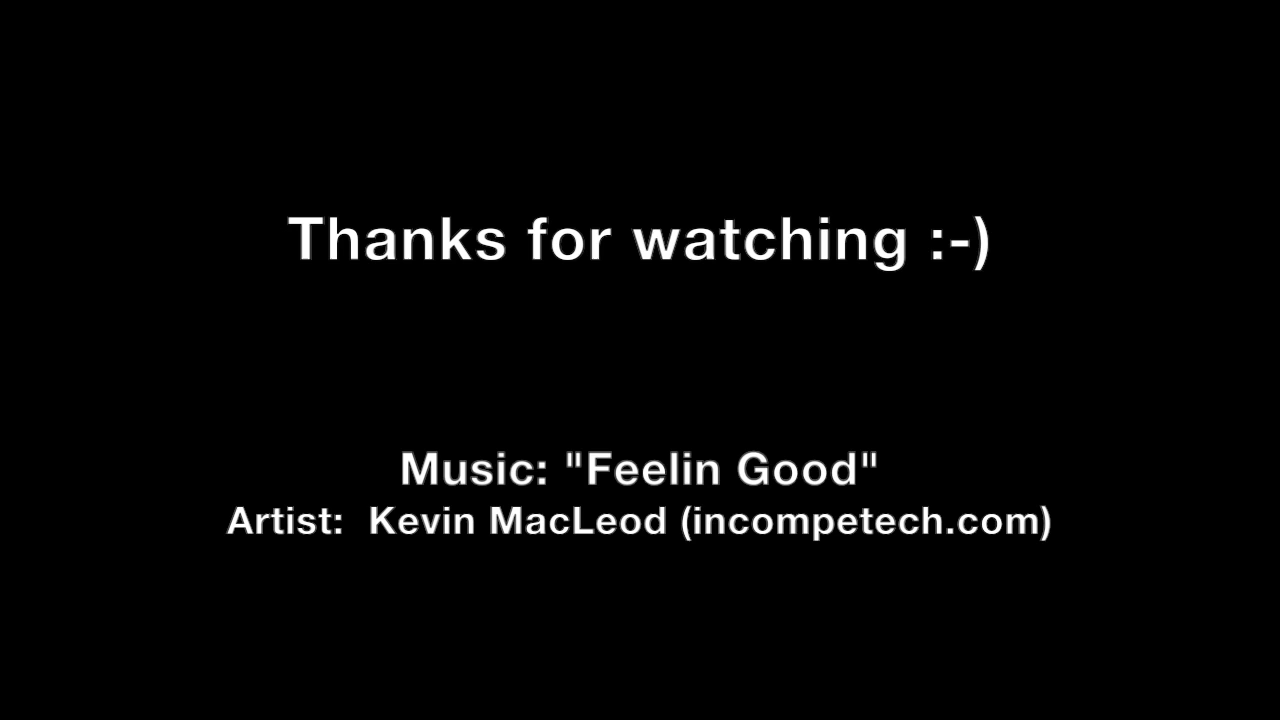 Thanks for watching :-)
Music: "Feelin Good"
Artist:  Kevin MacLeod (incompetech.com)